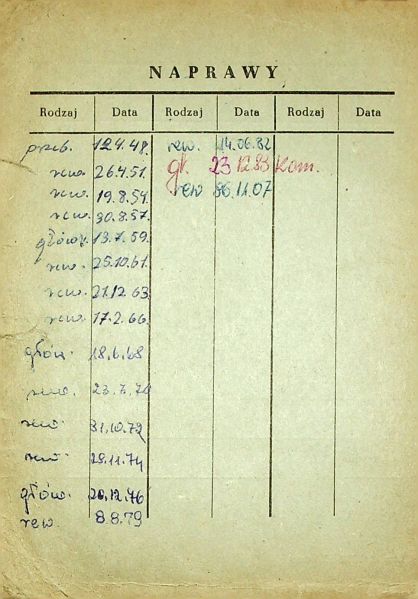 NAPRAWY
Rodzaj Data Rodzaj Data Rodzaj Data
przeb. 12.4.48. rew. 14.06.82
rew. 26.4.51. gł. 23 12.83 Kom.
rew. 19.8.54. rew 86.11.07
rew. 30.8.57.
główn. 13.7.59.
rew. 25.10.61.
rew. 21.12.63.
rew. 17.2.66.
głów. 18.6.68
rew. 23.7.70
rew. 31.10.72
rew. 29.11.74
głów. 20.12.76
rew. 8.8.79